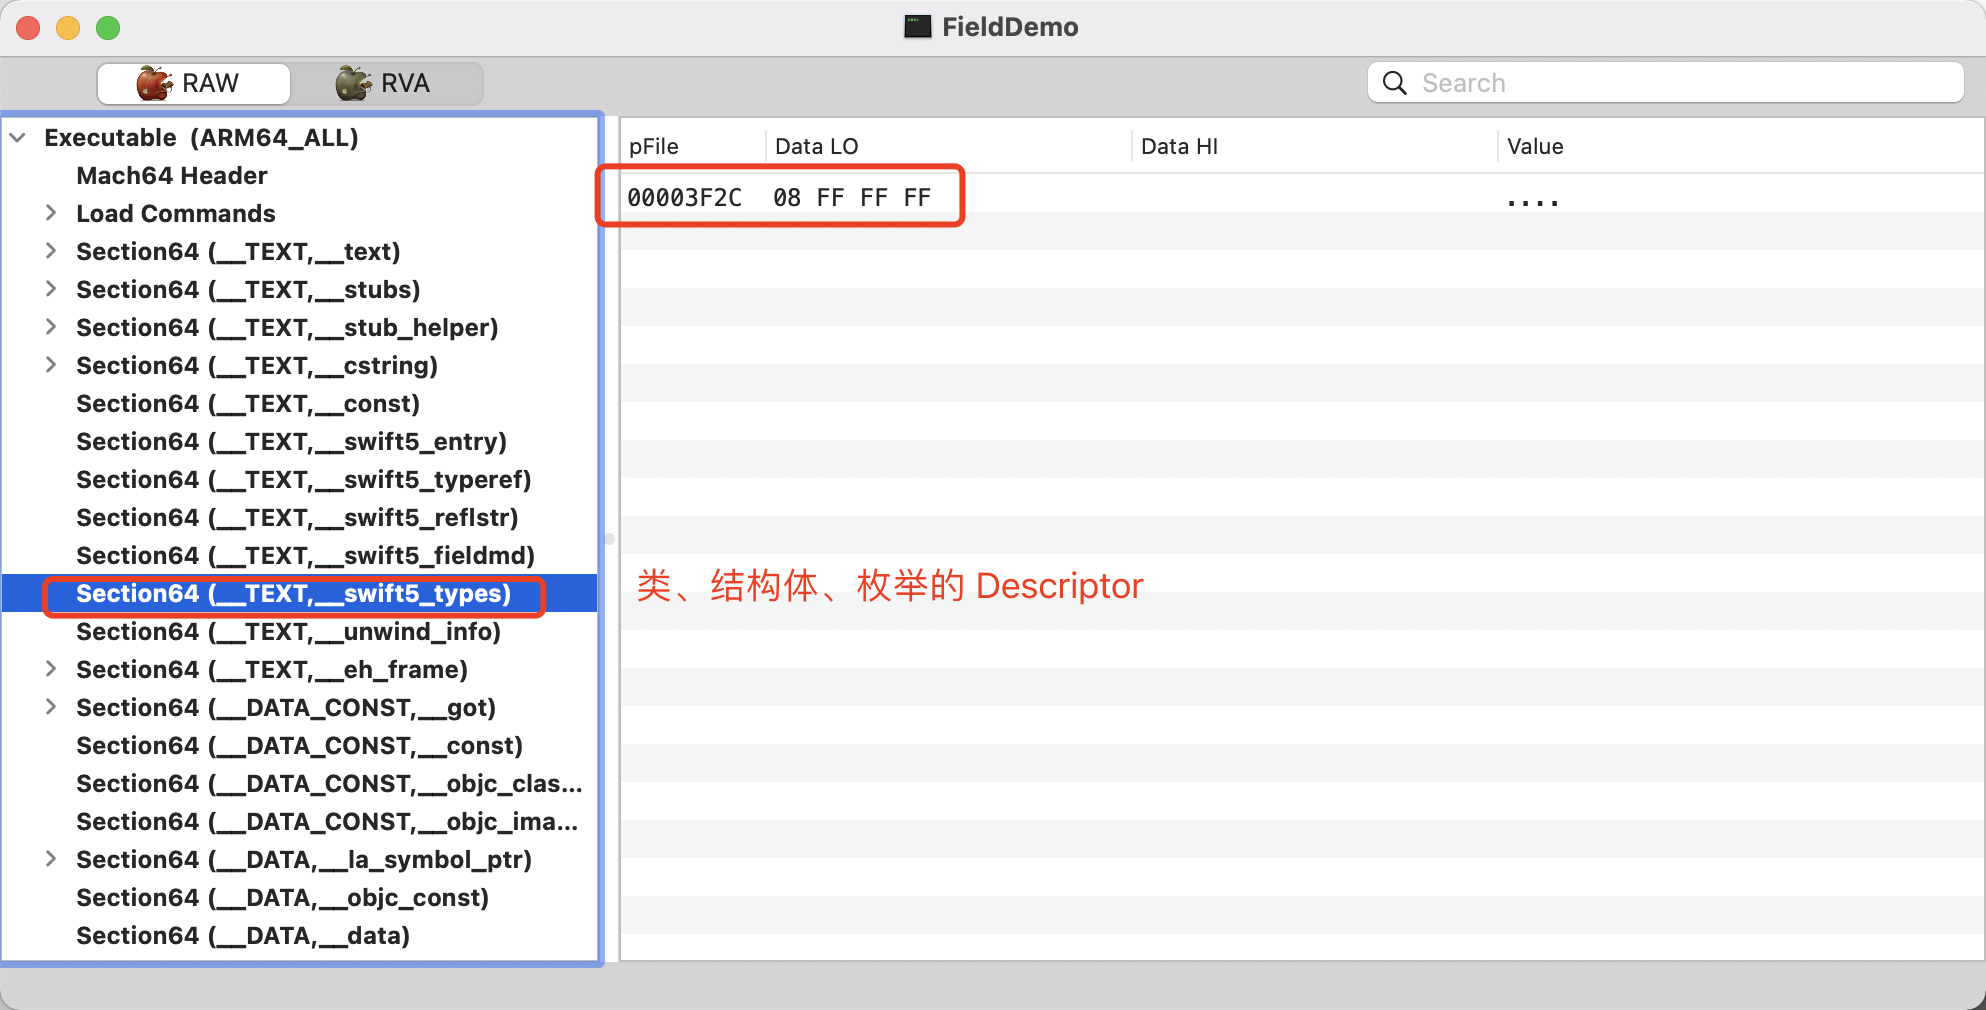 FieldDemo
RAW
RVA
Search
Executable (ARM64_ALL)
Mach64 Header
Load Commands
Section64 (__TEXT,__text)
Section64 (__TEXT,__stubs)
Section64 (__TEXT,__stub_helper)
Section64 (__TEXT,__cstring)
Section64 (__TEXT,__const)
Section64 (__TEXT,__swift5_entry)
Section64 (__TEXT,__swift5_typeref)
Section64 (__TEXT,__swift5_reflstr)
Section64 (__TEXT,__swift5_fieldmd)
Section64 (__TEXT,__swift5_types)
Section64 (__TEXT,__unwind_info)
Section64 (__TEXT,__eh_frame)
Section64 (__DATA_CONST,__got)
Section64 (__DATA_CONST,__const)
Section64 (__DATA_CONST,__objc_clas...
Section64 (__DATA_CONST,__objc_ima...
Section64 (__DATA,__la_symbol_ptr)
Section64 (__DATA,__objc_const)
Section64 (__DATA,__data)
pFile Data LO Data HI Value
00003F2C 08 FF FF FF ....
类、结构体、枚举的 Descriptor